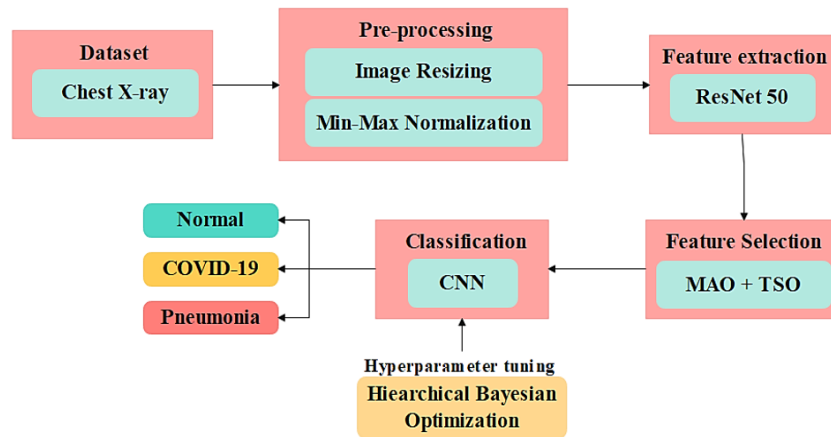 Dataset
Chest X-ray
Pre-processing
Image Resizing
Min-Max Normalization
Feature extraction
ResNet 50
Feature Selection
MAO + TSO
Classification
CNN
Hyperparameter tuning
Hiearchical Bayesian
Optimization
Normal
COVID-19
Pneumonia